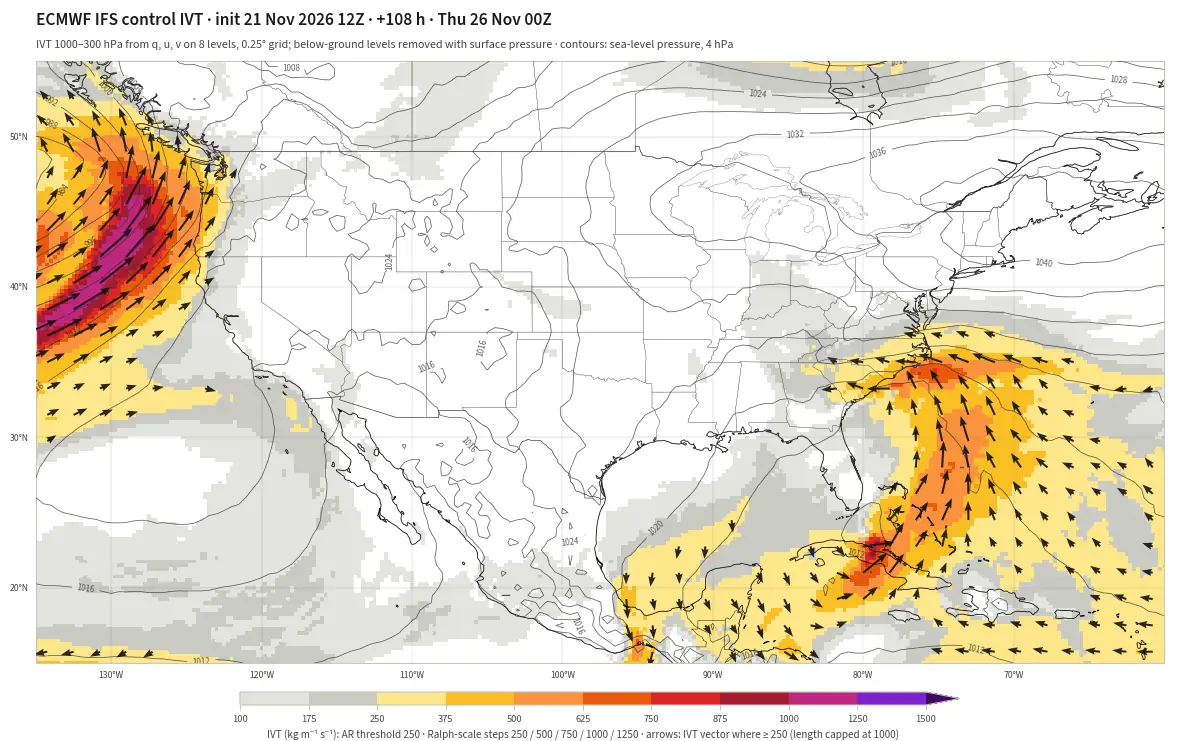 ECMWF IFS control IVT · init 21 Nov 2026 12Z · +108 h · Thu 26 Nov 00Z
IVT 1000–300 hPa from q, u, v on 8 levels, 0.25° grid; below-ground levels removed with surface pressure · contours: sea-level pressure, 4 hPa
1008
1028
1024
50°N
1032
1036
1024
1040
40°N
1016
1016
1016
30°N
1020
1024
1012
20°N
1016
1016
1012
1012
130°W 120°W 110°W 100°W 90°W 80°W 70°W
100 175 250 375 500 625 750 875 1000 1250 1500
IVT (kg m⁻¹ s⁻¹): AR threshold 250 · Ralph-scale steps 250 / 500 / 750 / 1000 / 1250 · arrows: IVT vector where ≥ 250 (length capped at 1000)